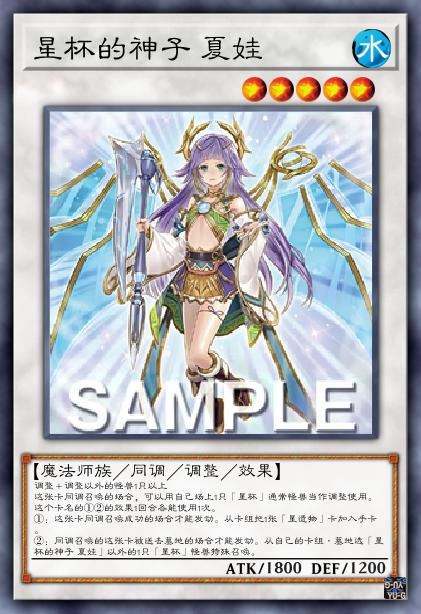 星杯的神子 夏娃
水
SAMPLE
【魔法师族／同调／调整／效果】
调整＋调整以外的怪兽1只以上
这张卡同调召唤的场合，可以用自己场上1只「星杯」通常怪兽当作调整使用。
这个卡名的①②的效果1回合各能使用1次。
①：这张卡同调召唤成功的场合才能发动。从卡组把1张「星遗物」卡加入手卡
。
②：同调召唤的这张卡被送去墓地的场合才能发动。从自己的卡组·墓地选「星
杯的神子 夏娃」以外的1只「星杯」怪兽特殊召唤。
ATK/1800 DEF/1200